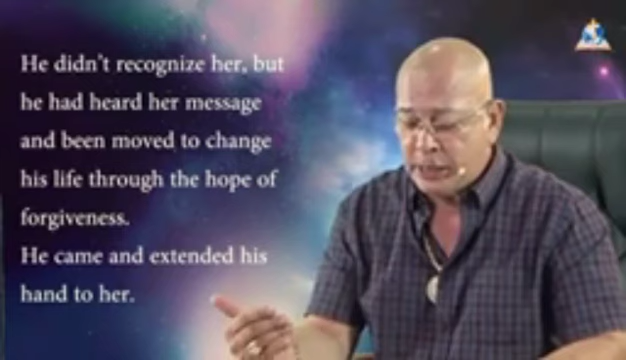 He didn't recognize her, but
he had heard her message
and been moved to change
his life through the hope of
forgiveness.
He came and extended his
hand to her.